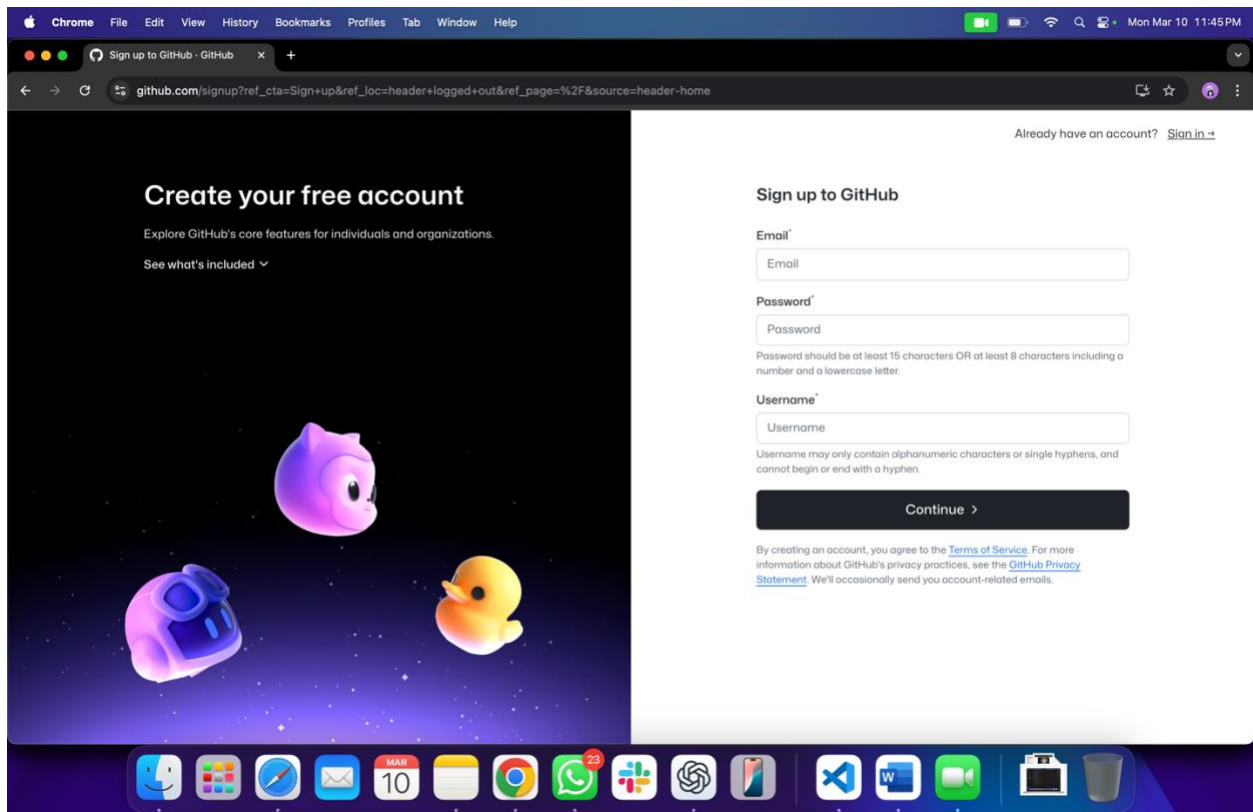 Chrome File Edit View History Bookmarks Profiles Tab Window Help Mon Mar 10 11:45 PM
Sign up to GitHub · GitHub
github.com/signup?ref_cta=Sign+up&ref_loc=header+logged+out&ref_page=%2F&source=header-home
Already have an account? Sign in →
Create your free account
Explore GitHub's core features for individuals and organizations.
See what's included
Sign up to GitHub
Email*
Email
Password*
Password
Password should be at least 15 characters OR at least 8 characters including a
number and a lowercase letter.
Username*
Username
Username may only contain alphanumeric characters or single hyphens, and
cannot begin or end with a hyphen.
Continue >
By creating an account, you agree to the Terms of Service. For more
information about GitHub's privacy practices, see the GitHub Privacy
Statement. We'll occasionally send you account-related emails.
MAR
10
23
W